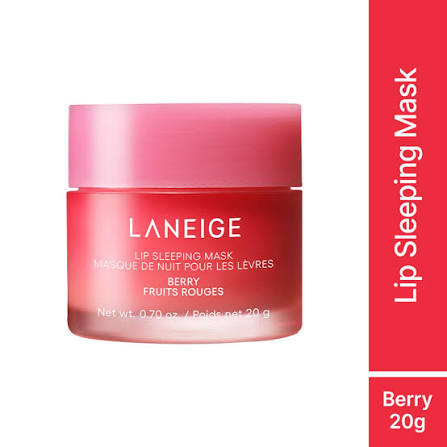 LANEIGE
LIP SLEEPING MASK
MASQUE DE NUIT POUR LES LÈVRES
BERRY
FRUITS ROUGES
Net wt. 0.70 oz. / Poids net 20 g
Lip Sleeping Mask
Berry
20g